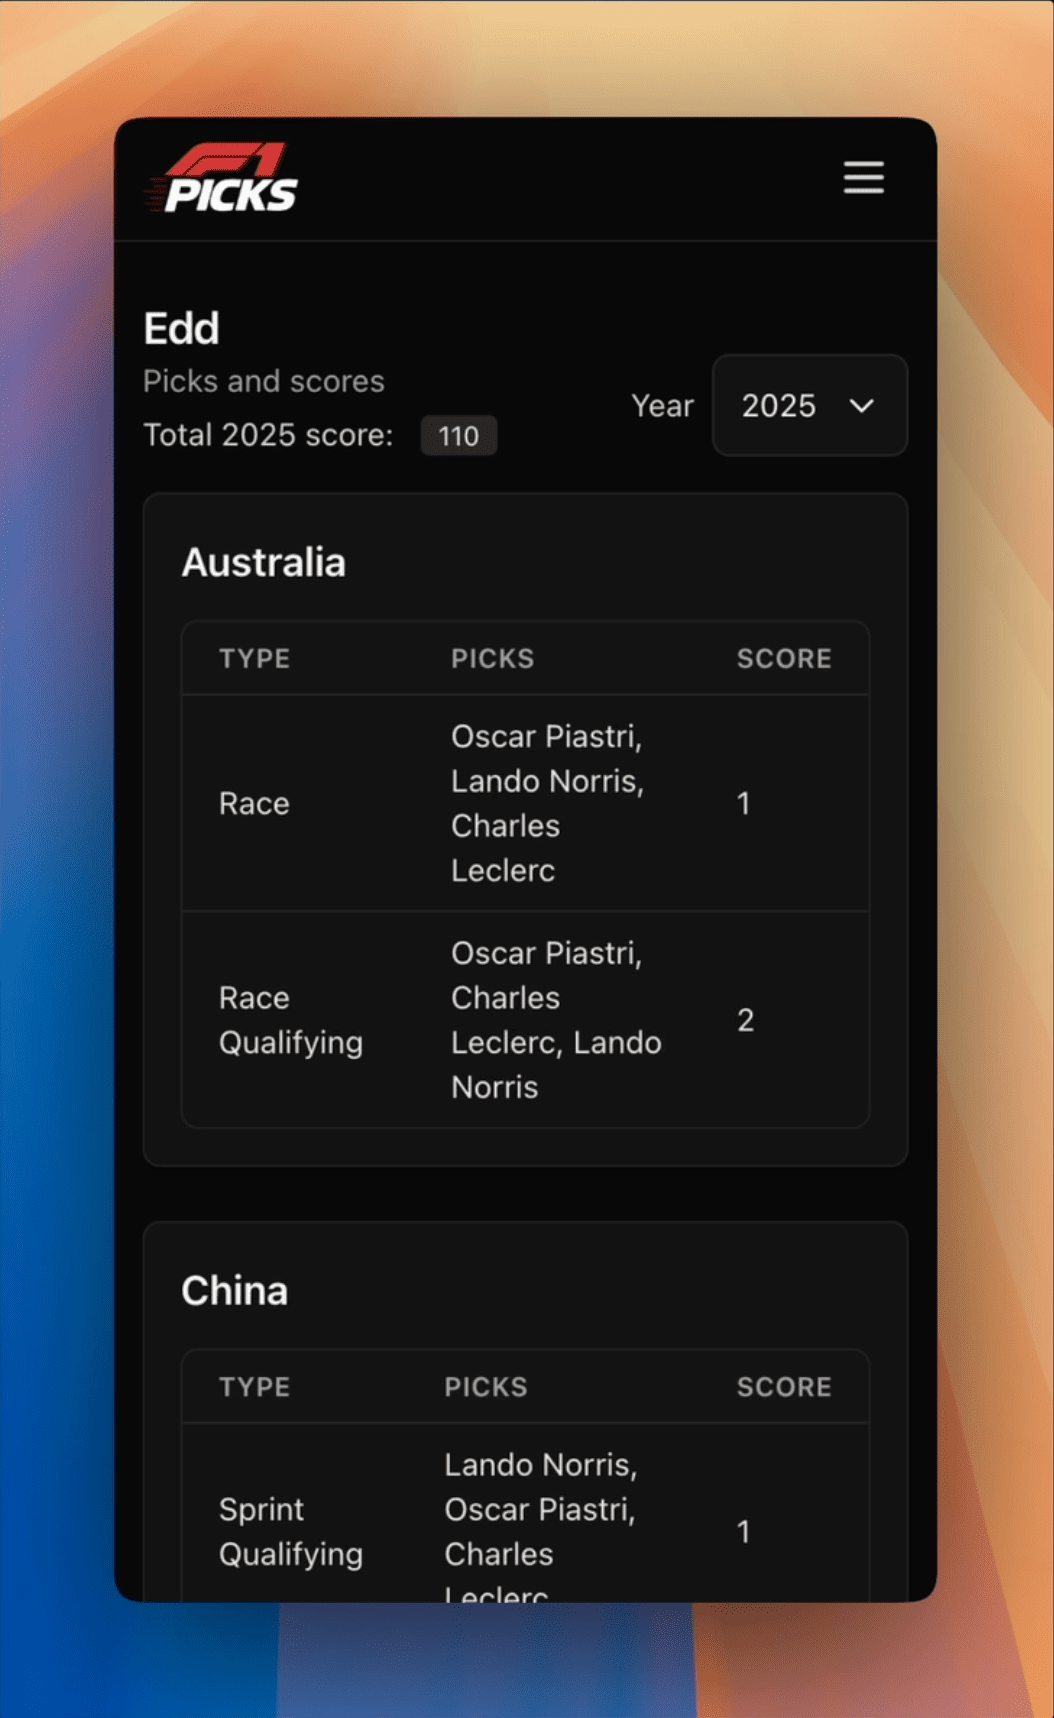 F1
PICKS
Edd
Picks and scores
Total 2025 score: 110
Year 2025
Australia
TYPE PICKS SCORE
Race
Oscar Piastri,
Lando Norris,
Charles
Leclerc
1
Race
Qualifying
Oscar Piastri,
Charles
Leclerc, Lando
Norris
2
China
TYPE PICKS SCORE
Sprint
Qualifying
Lando Norris,
Oscar Piastri,
Charles
Leclerc
1